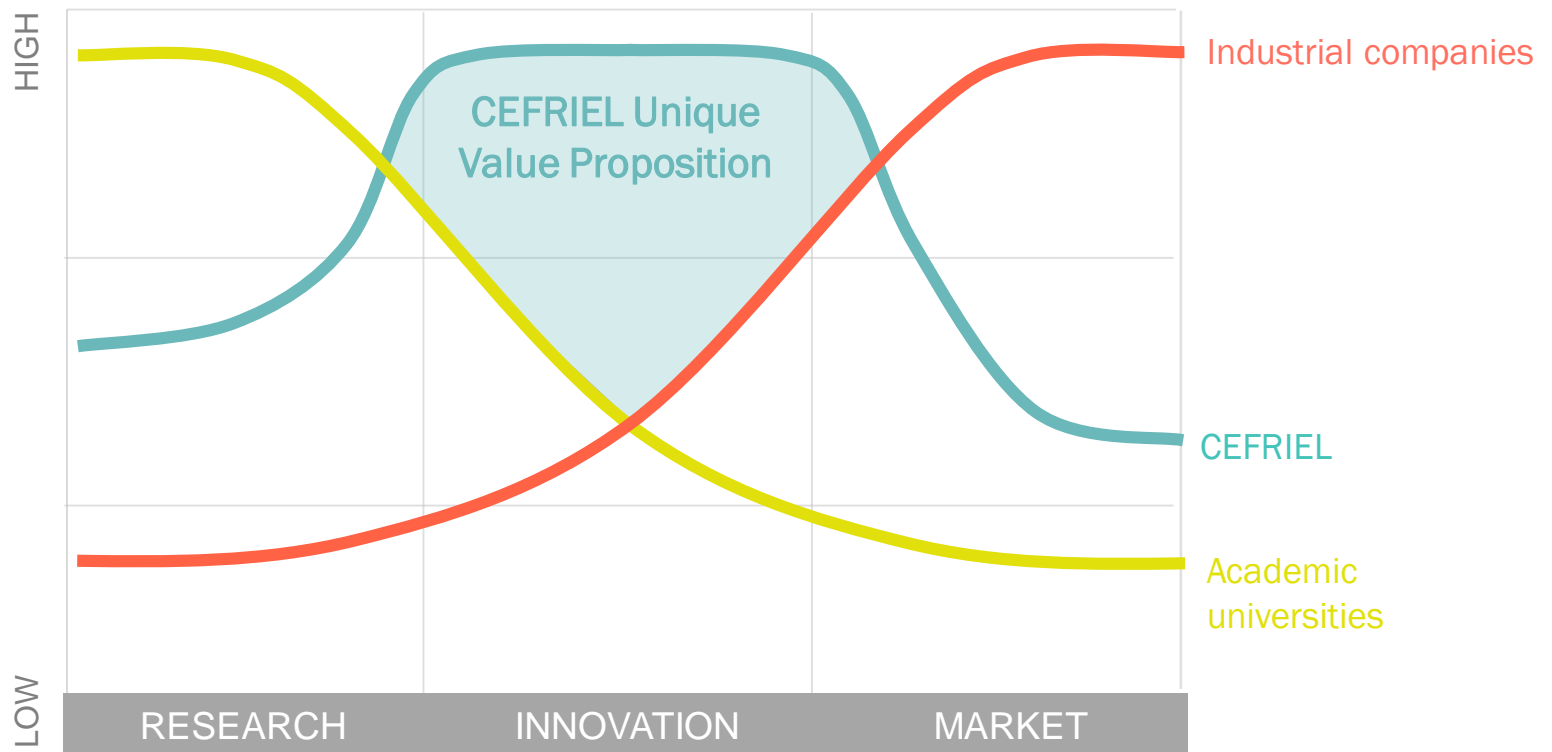 HIGH
Industrial companies
CEFRIEL Unique
Value Proposition
CEFRIEL
Academic
universities
LOW
RESEARCH
INNOVATION
MARKET